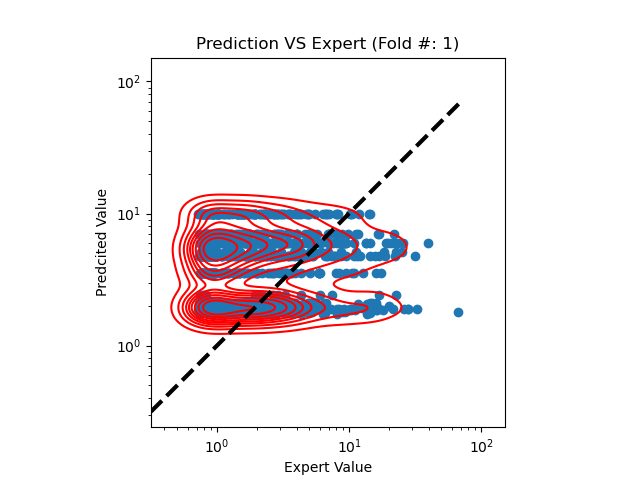 Prediction VS Expert (Fold #: 1)
10²
10¹
10⁰
Predcited Value
10⁰ 10¹ 10²
Expert Value